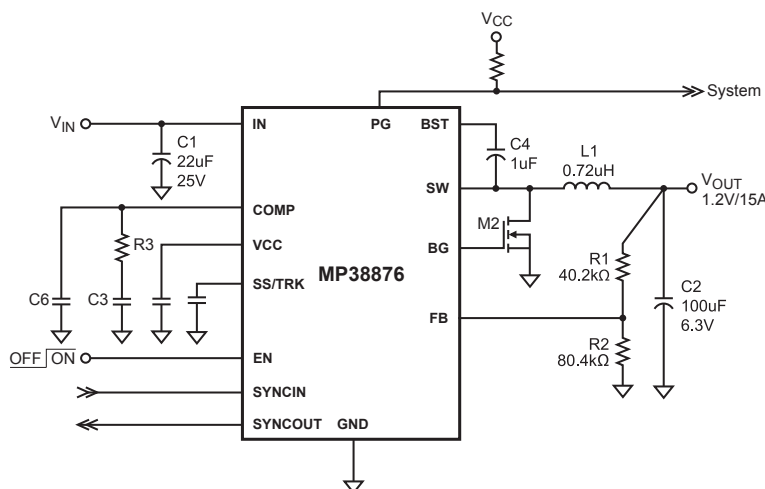 VCC
System
VIN
IN
PG
BST
C1
22uF
25V
C4
1uF
L1
0.72uH
SW
VOUT
1.2V/15A
COMP
M2
R3
VCC
BG
MP38876
R1
40.2kΩ
SS/TRK
C6
C3
C2
100uF
6.3V
FB
R2
80.4kΩ
OFF ON
EN
SYNCIN
SYNCOUT
GND